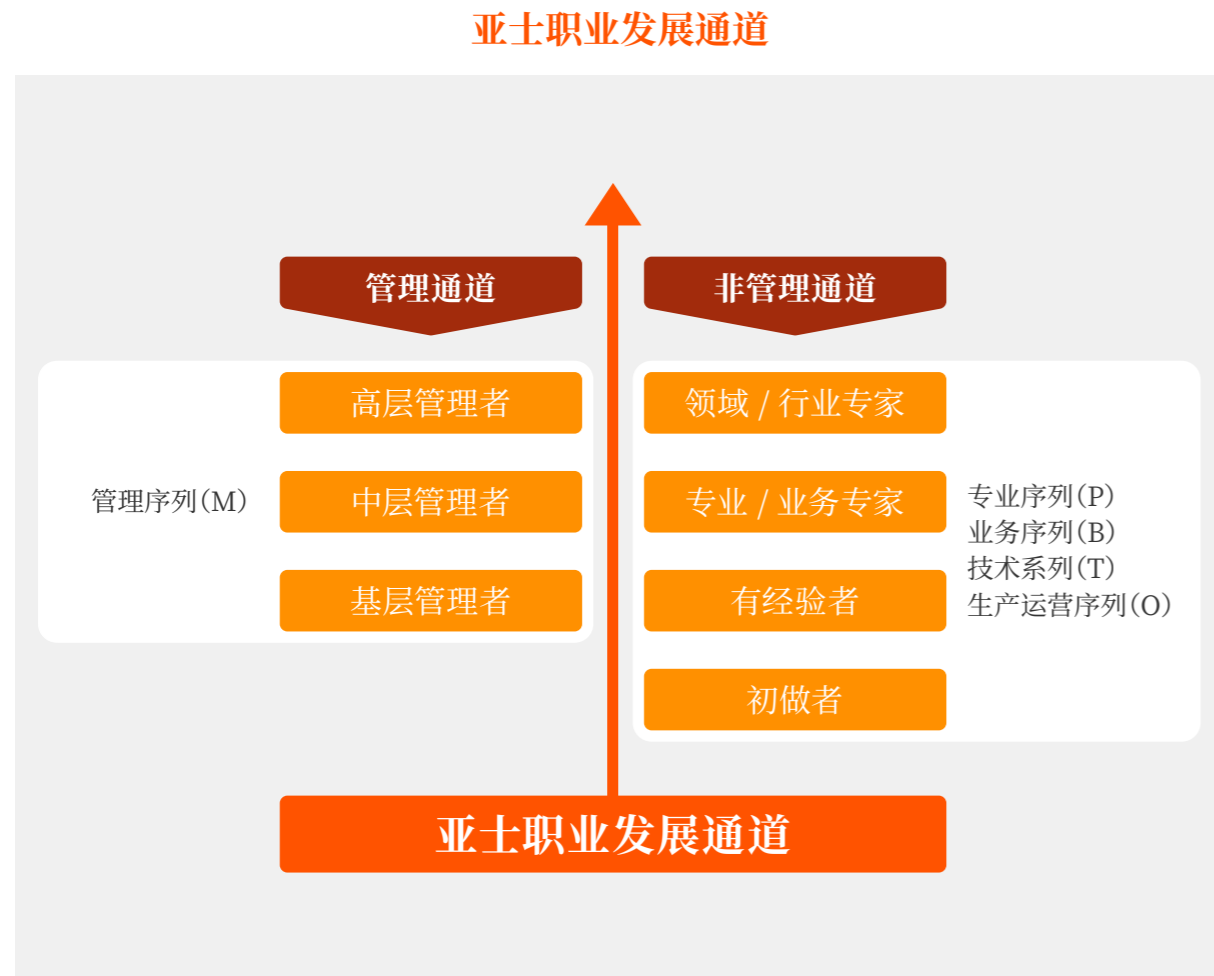 亚士职业发展通道
管理通道
非管理通道
管理序列(M)
高层管理者
中层管理者
基层管理者
领域 / 行业专家
专业 / 业务专家
有经验者
初做者
专业序列(P)
业务序列(B)
技术系列(T)
生产运营序列(O)
亚士职业发展通道